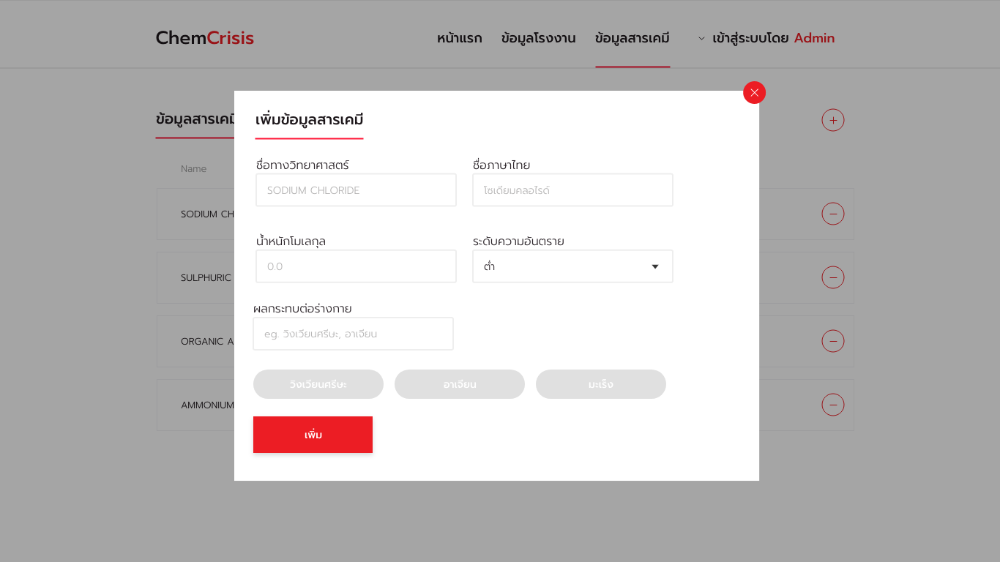 ChemCrisis
หน้าแรก ข้อมูลโรงงาน ข้อมูลสารเคมี เข้าสู่ระบบโดย Admin
ข้อมูลสารเคมี
เพิ่มข้อมูลสารเคมี
Name
ชื่อทางวิทยาศาสตร์ ชื่อภาษาไทย
SODIUM CHLORIDE โซเดียมคลอไรด์
SODIUM CH
น้ำหนักโมเลกุล ระดับความอันตราย
0.0 ต่ำ
SULPHURIC
ผลกระทบต่อร่างกาย
eg. วิงเวียนศรีษะ, อาเจียน
ORGANIC A
วิงเวียนศรีษะ อาเจียน มะเร็ง
AMMONIUM
เพิ่ม